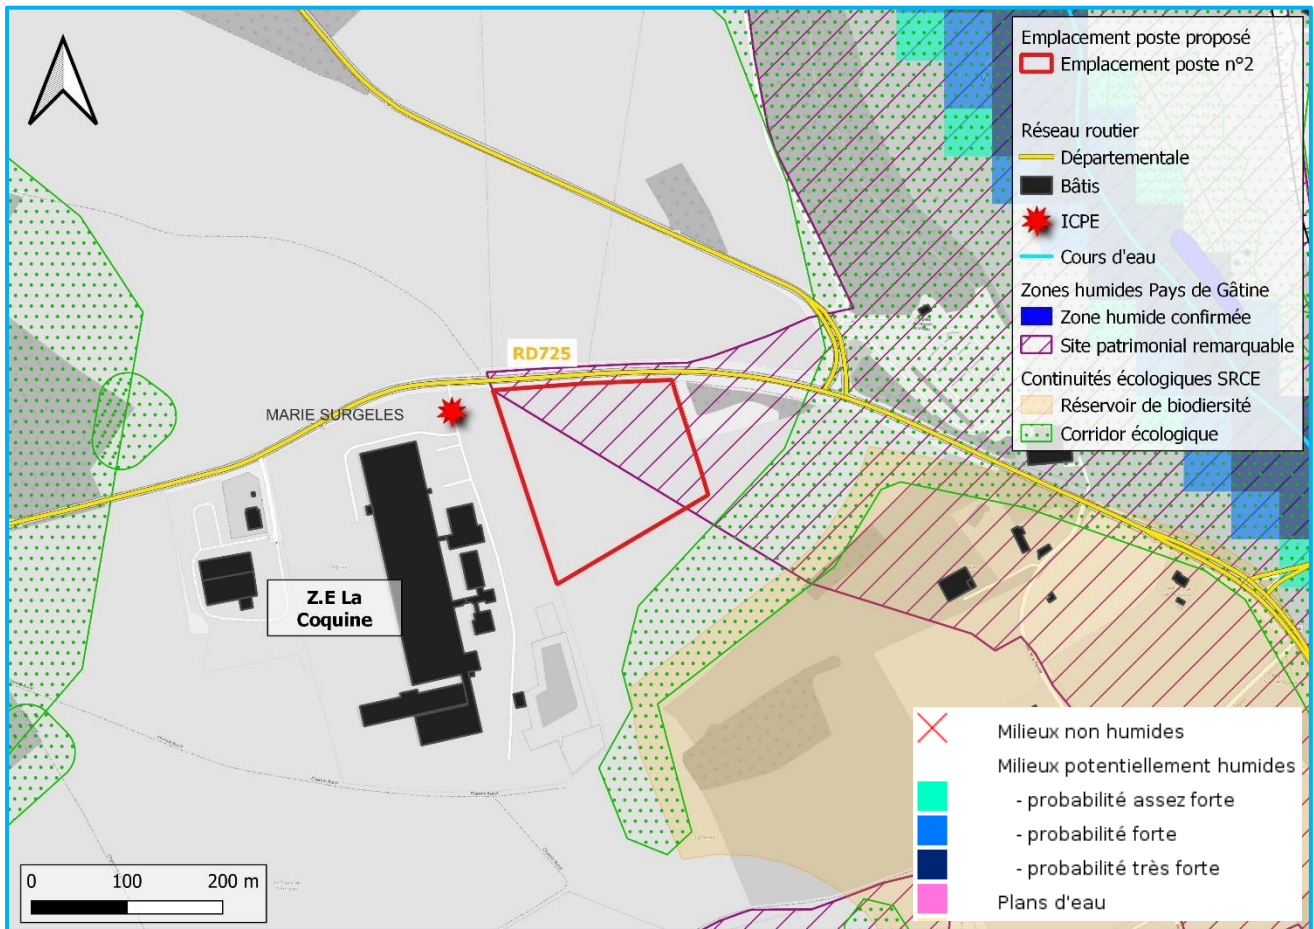 Emplacement poste proposé
Emplacement poste n°2
Réseau routier
Départementale
Bâtis
ICPE
Cours d'eau
Zones humides Pays de Gâtine
Zone humide confirmée
Site patrimonial remarquable
Continuités écologiques SRCE
Réservoir de biodiersité
Corridor écologique
RD725
MARIE SURGELES
Z.E La
Coquine
Milieux non humides
Milieux potentiellement humides
- probabilité assez forte
- probabilité forte
- probabilité très forte
Plans d'eau
0 100 200 m